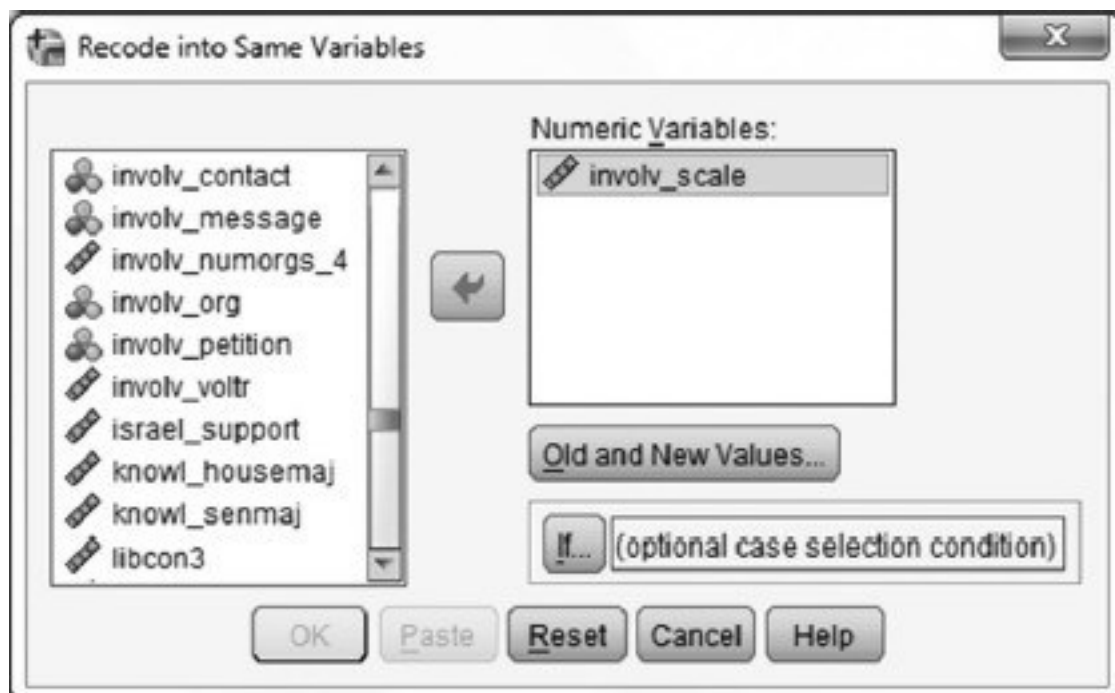 Recode into Same Variables
involv_contact
involv_message
involv_numorgs_4
involv_org
involv_petition
involv_voltr
israel_support
knowl_housemaj
knowl_senmaj
libcon3
Numeric Variables:
involv_scale
Old and New Values...
If... (optional case selection condition)
OK Paste Reset Cancel Help